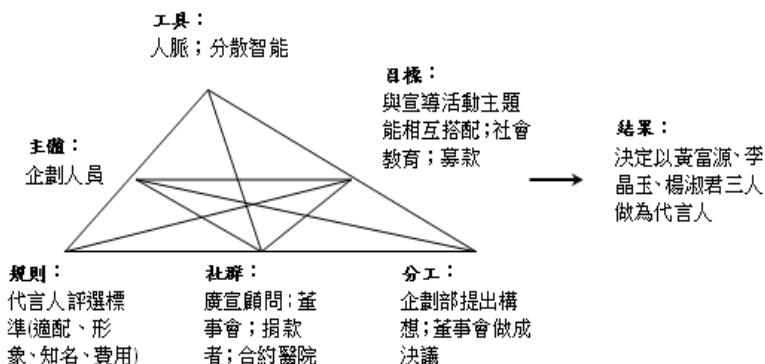 工具：
人脈；分散智能
目標：
與宣導活動主題
能相互搭配；社會
教育；募款
主體：
企劃人員
結果：
決定以黃富源、李
晶玉、楊淑君三人
做為代言人
規則：
代言人評選標
準(適配、形
象、知名、費用)
社群：
廣宣顧問；董
事會；捐款
者；合約醫院
分工：
企劃部提出構
想；董事會做成
決議